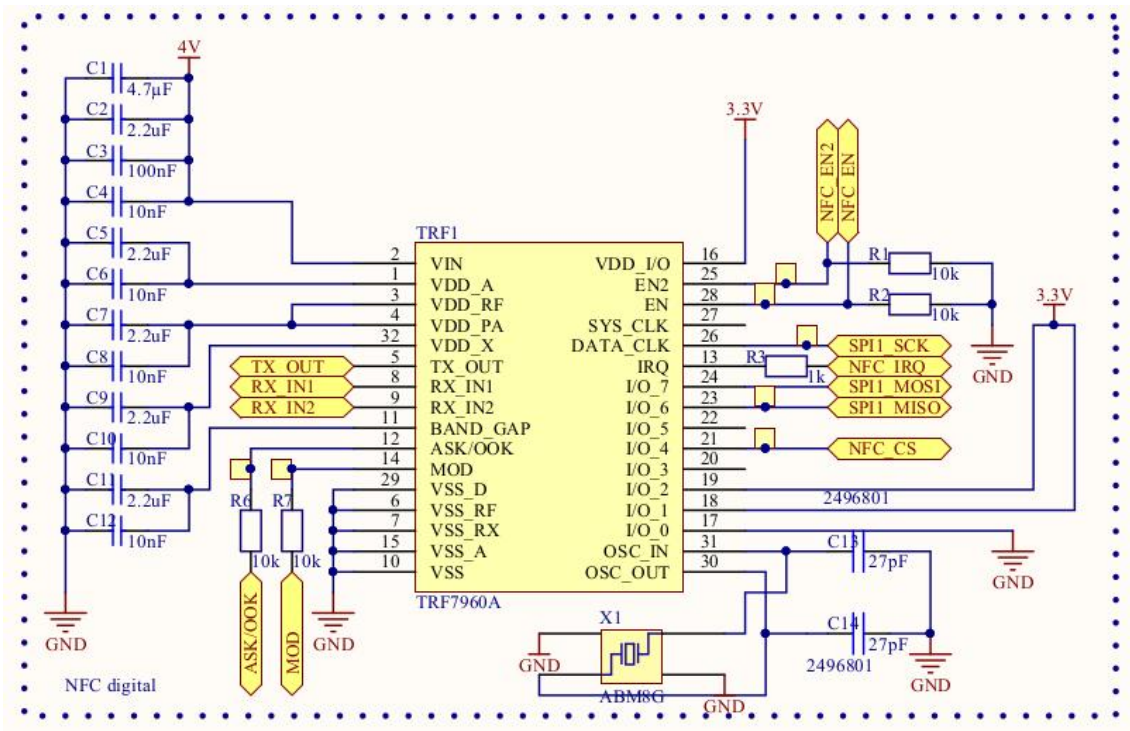 4V
C1
4.7µF
C2
2.2uF
C3
100nF
C4
10nF
C5
2.2uF
C6
10nF
C7
2.2uF
C8
10nF
C9
2.2uF
C10
10nF
C11
2.2uF
C12
10nF
GND
TX_OUT
RX_IN1
RX_IN2
R6
10k
R7
10k
ASK/OOK
MOD
GND
TRF1
2 VIN
1 VDD_A
3 VDD_RF
4 VDD_PA
32 VDD_X
5 TX_OUT
8 RX_IN1
9 RX_IN2
11 BAND_GAP
12 ASK/OOK
14 MOD
29 VSS_D
6 VSS_RF
7 VSS_RX
15 VSS_A
10 VSS
VDD_I/O 16
EN2 25
EN 28
SYS_CLK 27
DATA_CLK 26
IRQ 13
I/O_7 24
I/O_6 23
I/O_5 22
I/O_4 21
I/O_3 20
I/O_2 19
I/O_1 18
I/O_0 17
OSC_IN 31
OSC_OUT 30
TRF7960A
3.3V
NFC_EN2
NFC_EN
R1
10k
R2
10k
GND
3.3V
SPI1_SCK
R3
1k
NFC_IRQ
SPI1_MOSI
SPI1_MISO
NFC_CS
2496801
C13
27pF
GND
C14
27pF
2496801
GND
X1
GND
ABM8G
GND
NFC digital